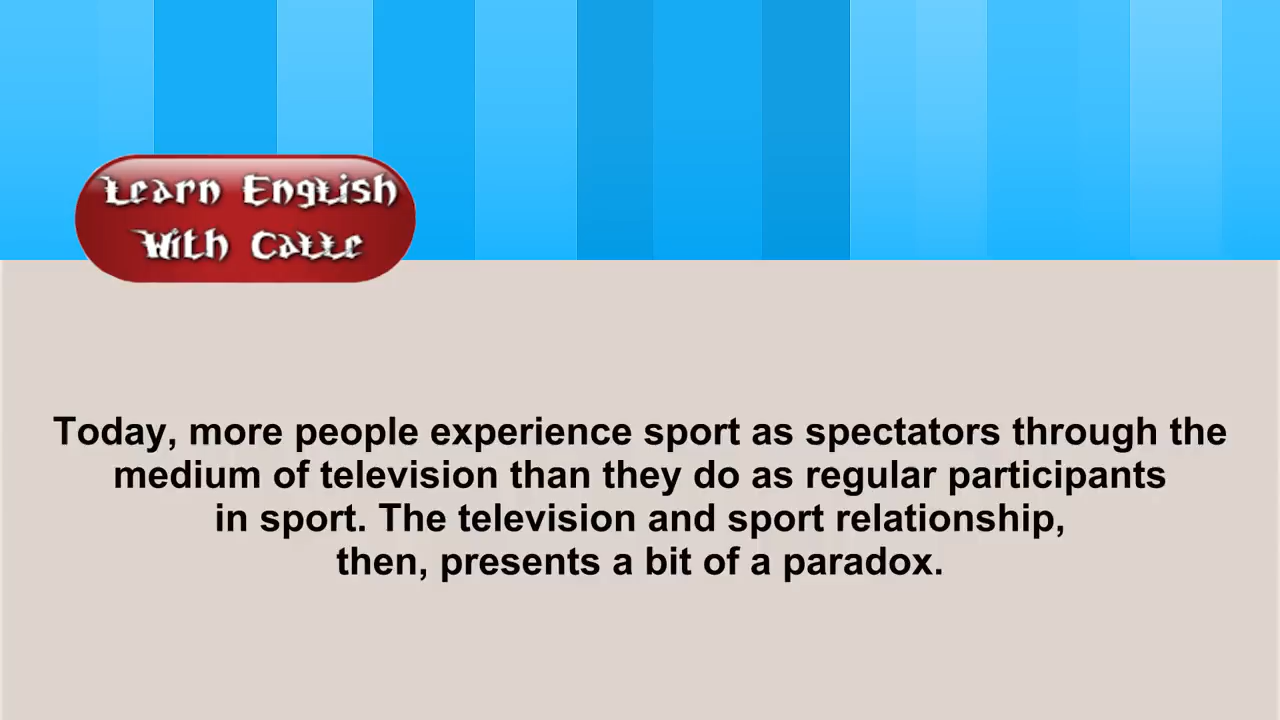 Learn English
With Catte
Today, more people experience sport as spectators through the
medium of television than they do as regular participants
in sport. The television and sport relationship,
then, presents a bit of a paradox.